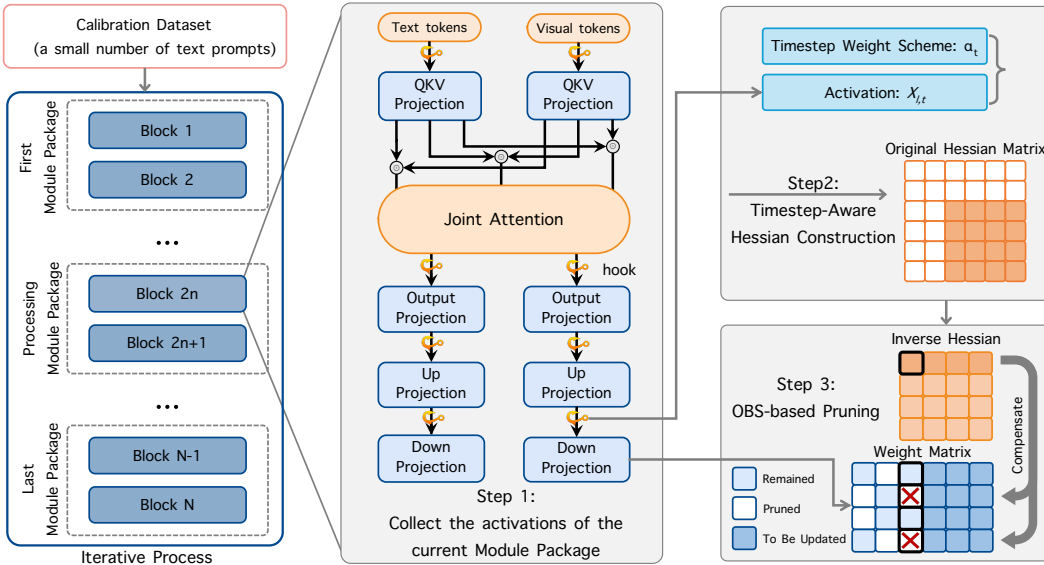 Calibration Dataset
(a small number of text prompts)
First
Module Package
Block 1
Block 2
...
Processing
Module Package
Block 2n
Block 2n+1
...
Last
Module Package
Block N-1
Block N
Iterative Process
Text tokens
Visual tokens
QKV
Projection
QKV
Projection
Joint Attention
hook
Output
Projection
Output
Projection
Up
Projection
Up
Projection
Down
Projection
Down
Projection
Step 1:
Collect the activations of the
current Module Package
Timestep Weight Scheme: αt
Activation: Xl,t
Original Hessian Matrix
Step2:
Timestep-Aware
Hessian Construction
Inverse Hessian
Step 3:
OBS-based Pruning
Compensate
Weight Matrix
Remained
Pruned
To Be Updated